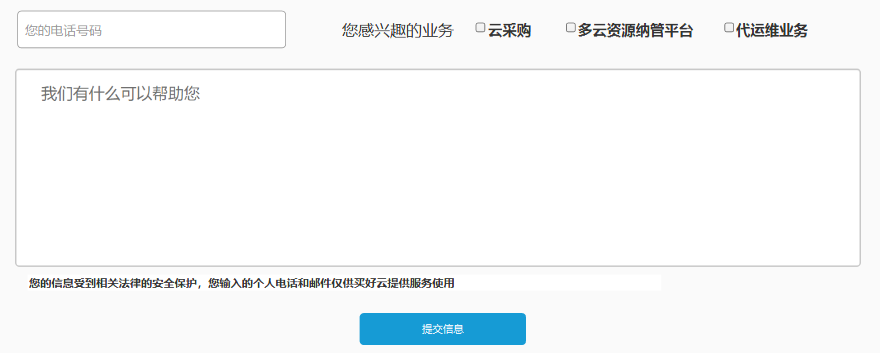 您的电话号码 您感兴趣的业务 云采购 多云资源纳管平台 代运维业务
我们有什么可以帮助您
您的信息受到相关法律的安全保护，您输入的个人电话和邮件仅供买好云提供服务使用
提交信息